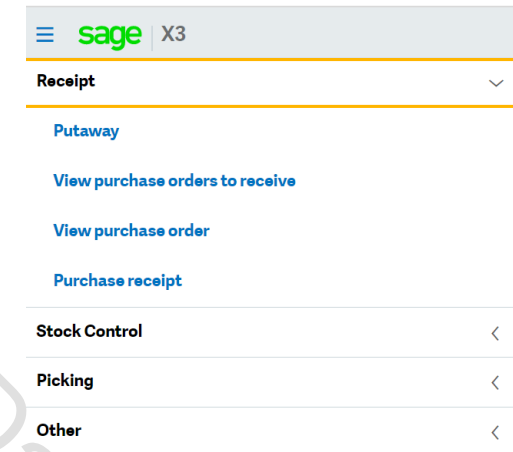 sage X3
Receipt
Putaway
View purchase orders to receive
View purchase order
Purchase receipt
Stock Control
Picking
Other